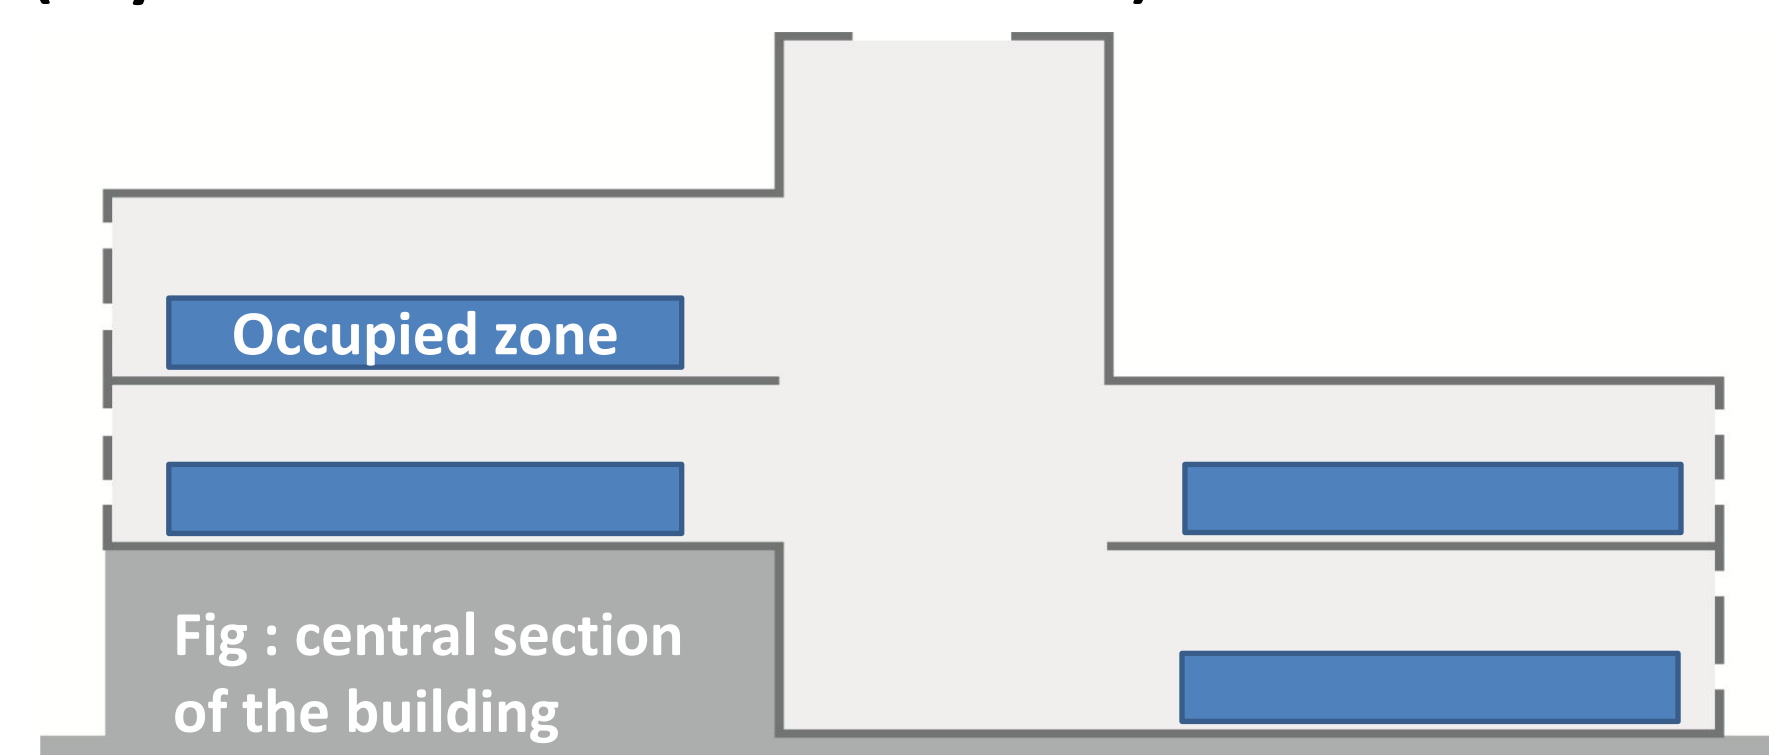 Occupied zone
Fig : central section
of the building